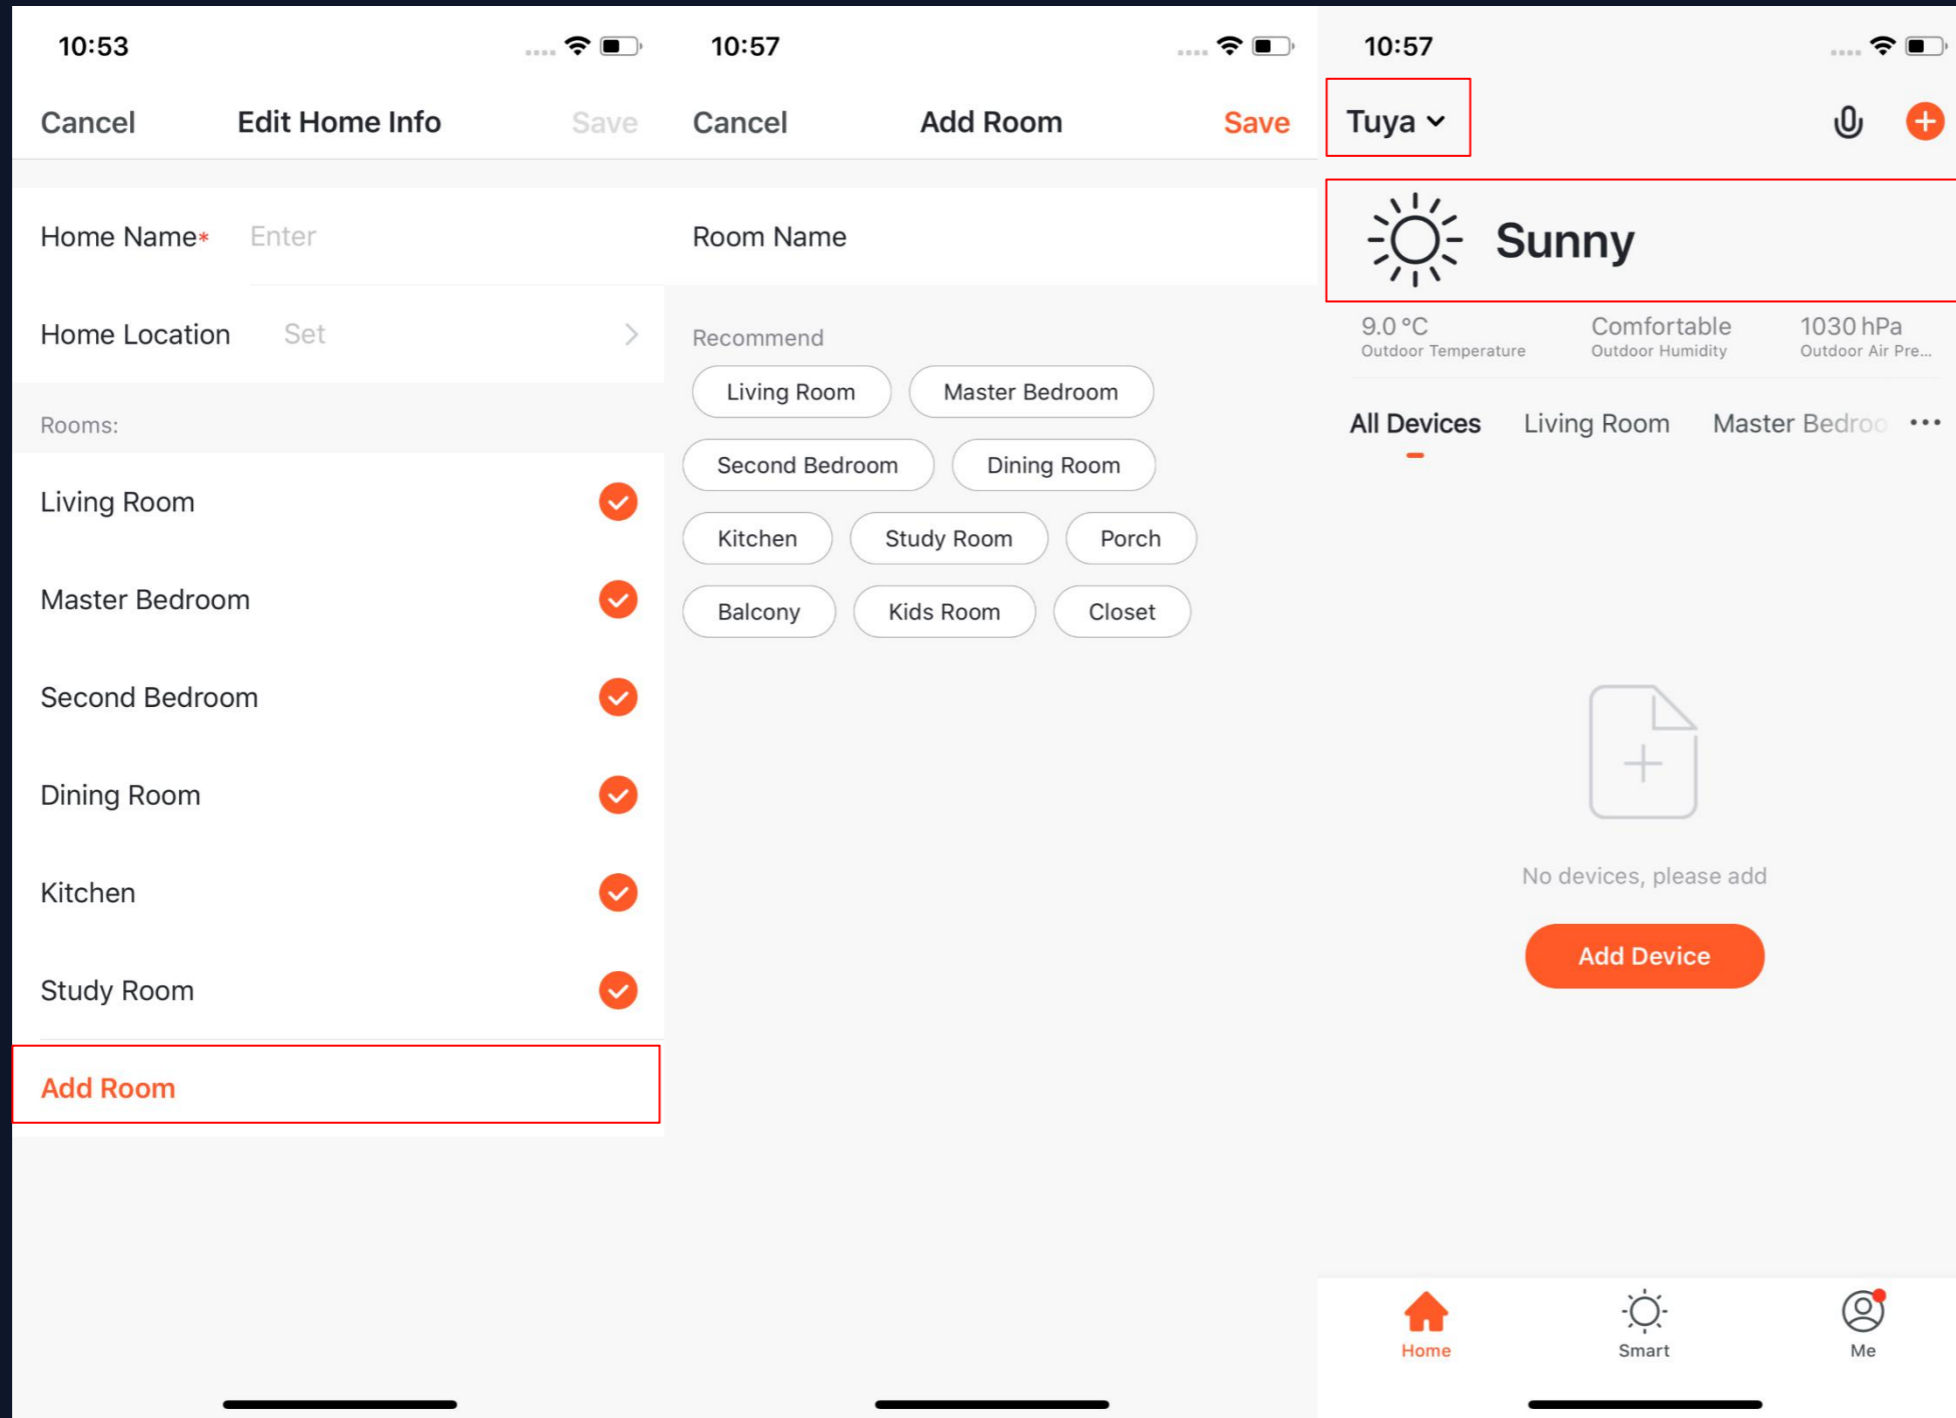 10:53
Cancel Edit Home Info Save
Home Name* Enter
Home Location Set
Rooms:
Living Room
Master Bedroom
Second Bedroom
Dining Room
Kitchen
Study Room
Add Room
10:57
Cancel Add Room Save
Room Name
Recommend
Living Room Master Bedroom
Second Bedroom Dining Room
Kitchen Study Room Porch
Balcony Kids Room Closet
10:57
Tuya
Sunny
9.0 °C Comfortable 1030 hPa
Outdoor Temperature Outdoor Humidity Outdoor Air Pre...
All Devices Living Room Master Bedroo
No devices, please add
Add Device
Home Smart Me